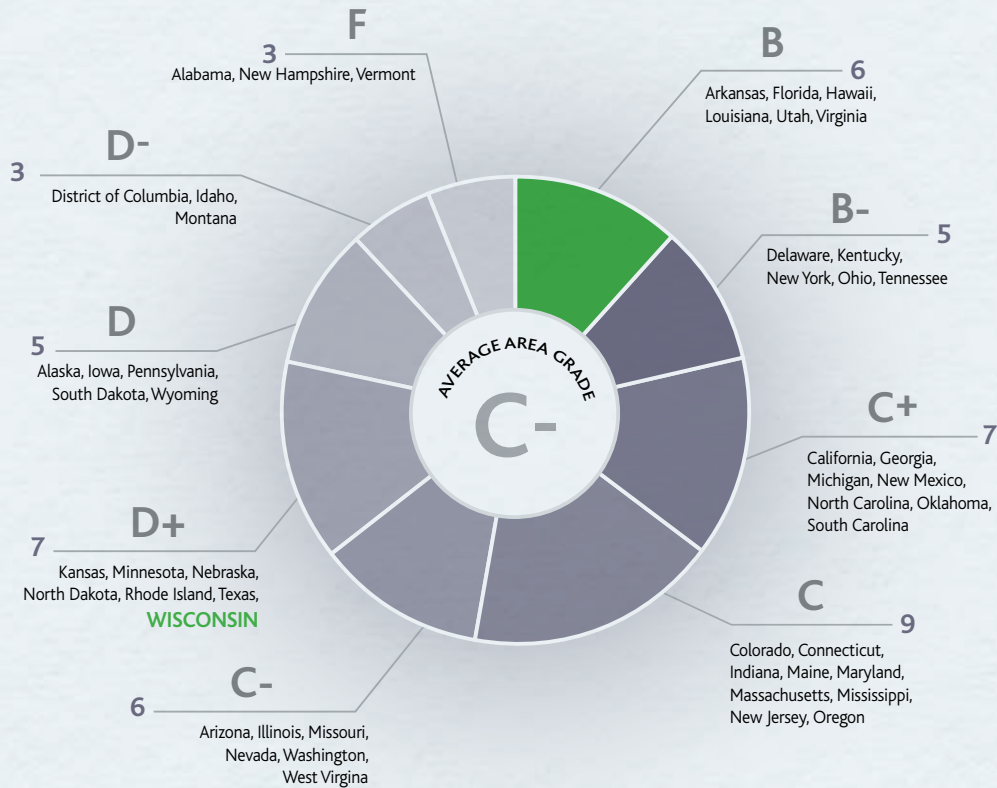 F
3
Alabama, New Hampshire, Vermont
B
6
Arkansas, Florida, Hawaii,
Louisiana, Utah, Virginia
D-
3
District of Columbia, Idaho,
Montana
B-
5
Delaware, Kentucky,
New York, Ohio, Tennessee
D
5
Alaska, Iowa, Pennsylvania,
South Dakota, Wyoming
AVERAGE AREA GRADE
C-
C+
7
California, Georgia,
Michigan, New Mexico,
North Carolina, Oklahoma,
South Carolina
D+
7
Kansas, Minnesota, Nebraska,
North Dakota, Rhode Island, Texas,
WISCONSIN
C
9
Colorado, Connecticut,
Indiana, Maine, Maryland,
Massachusetts, Mississippi,
New Jersey, Oregon
C-
6
Arizona, Illinois, Missouri,
Nevada, Washington,
West Virgina